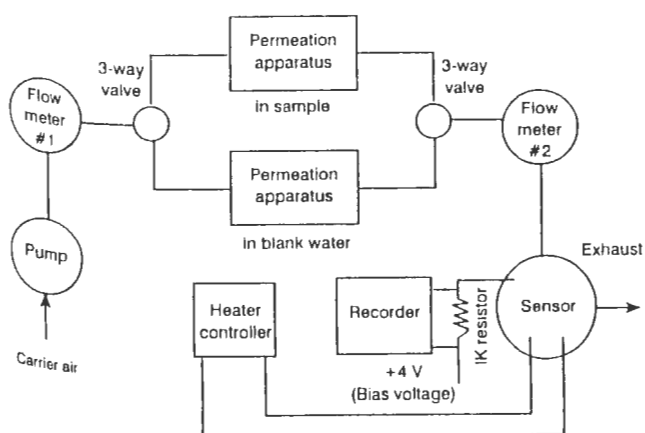 Permeation
apparatus
in sample
3-way
valve
3-way
valve
Flow
meter
#1
Flow
meter
#2
Permeation
apparatus
in blank water
Pump
Carrier air
Exhaust
Heater
controller
Recorder
IK resistor
Sensor
+4 V
(Bias voltage)